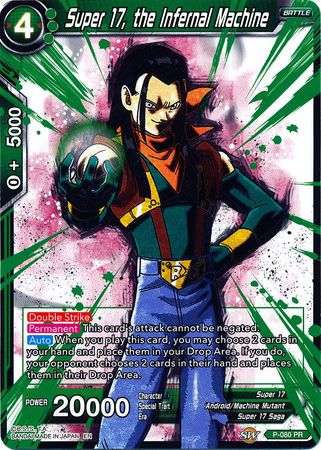 4
Super 17, the Infernal Machine
BATTLE
0 + 5000
Double Strike
Permanent This card's attack cannot be negated.
Auto When you play this card, you may choose 2 cards in
your hand and place them in your Drop Area. If you do,
your opponent chooses 2 cards in their hand and places
them in their Drop Area.
POWER 20000
Character Super 17
Special Trait Android/Machine Mutant
Era Super 17 Saga
BANDAI MADE IN JAPAN EN
P-080 PR